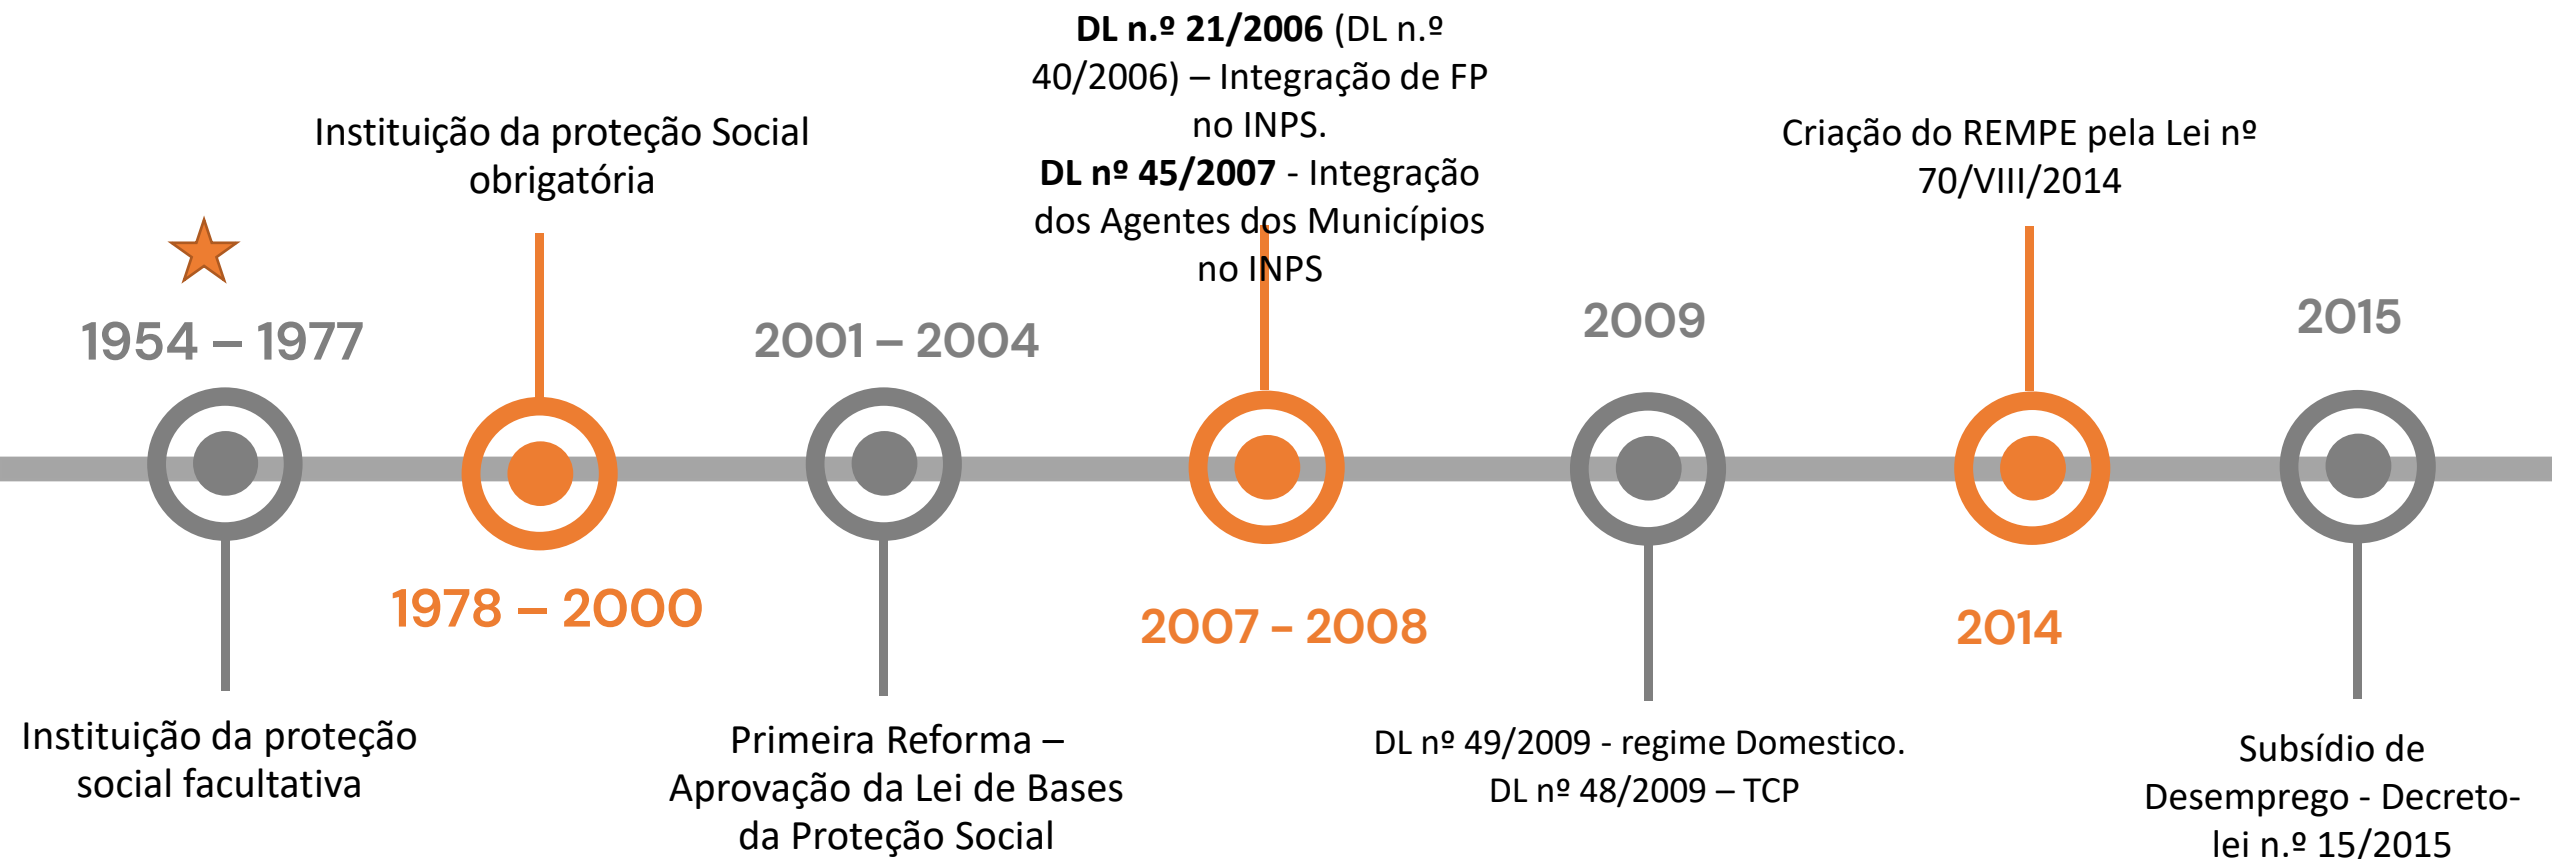 1954 – 1977
Instituição da proteção
social facultativa
Instituição da proteção Social
obrigatória
1978 – 2000
2001 – 2004
Primeira Reforma –
Aprovação da Lei de Bases
da Proteção Social
DL n.º 21/2006 (DL n.º
40/2006) – Integração de FP
no INPS.
DL nº 45/2007 - Integração
dos Agentes dos Municípios
no INPS
2007 - 2008
2009
DL nº 49/2009 - regime Domestico.
DL nº 48/2009 – TCP
Criação do REMPE pela Lei nº
70/VIII/2014
2014
2015
Subsídio de
Desemprego - Decreto-
lei n.º 15/2015